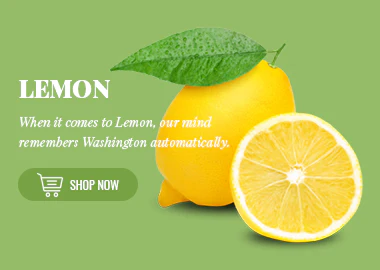 LEMON
When it comes to Lemon, our mind
remembers Washington automatically.
SHOP NOW